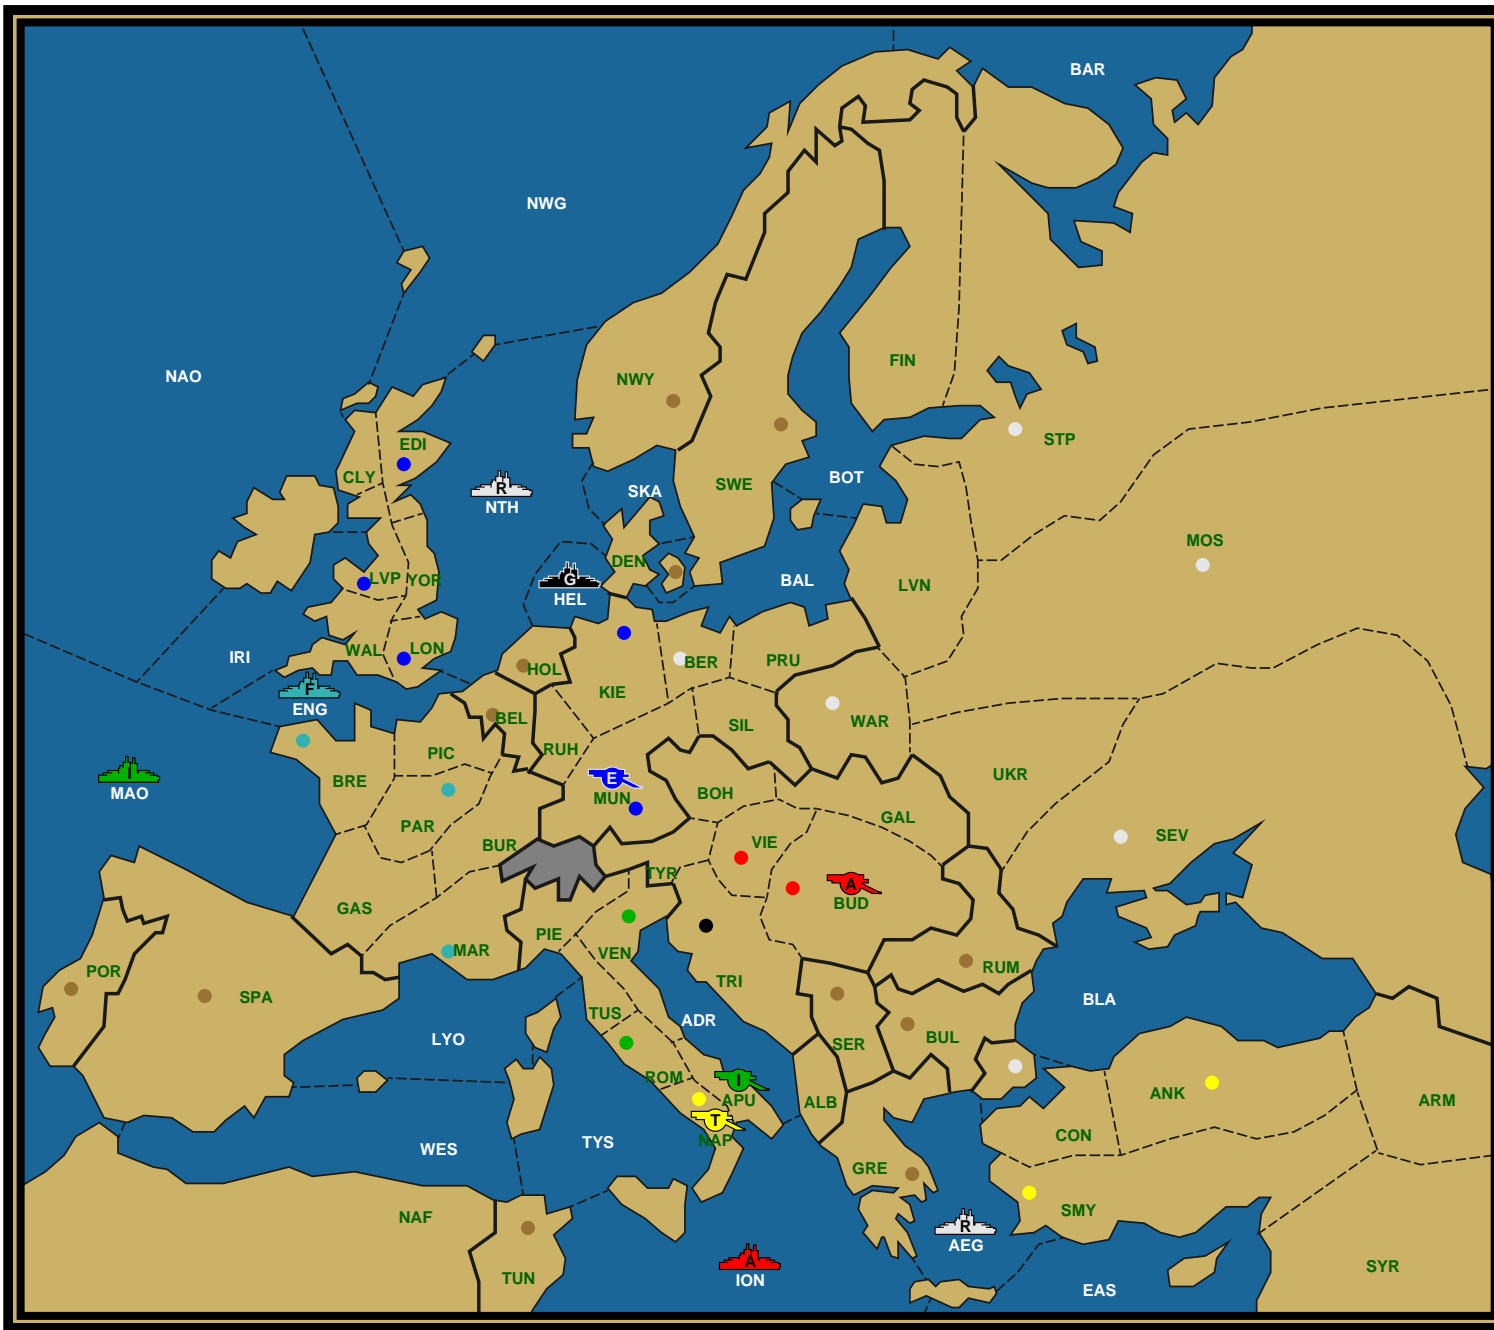 BAR
NWG
NAO
FIN
NWY
STP
EDI
CLY
SWE
BOT
SKA
R
NTH
MOS
DEN
G
HEL
BAL
LVN
LVP
YOR
IRI
WAL
LON
HOL
BER
PRU
KIE
F
ENG
BEL
SIL
WAR
RUH
PIC
BRE
I
MAO
E
MUN
BOH
UKR
GAL
PAR
BUR
VIE
SEV
TYR
A
BUD
GAS
PIE
MAR
VEN
POR
SPA
TRI
RUM
BLA
TUS
ADR
LYO
SER
BUL
ROM
I
APU
ALB
ANK
ARM
T
NAP
CON
WES
TYS
GRE
NAF
SMY
R
AEG
A
ION
TUN
EAS
SYR